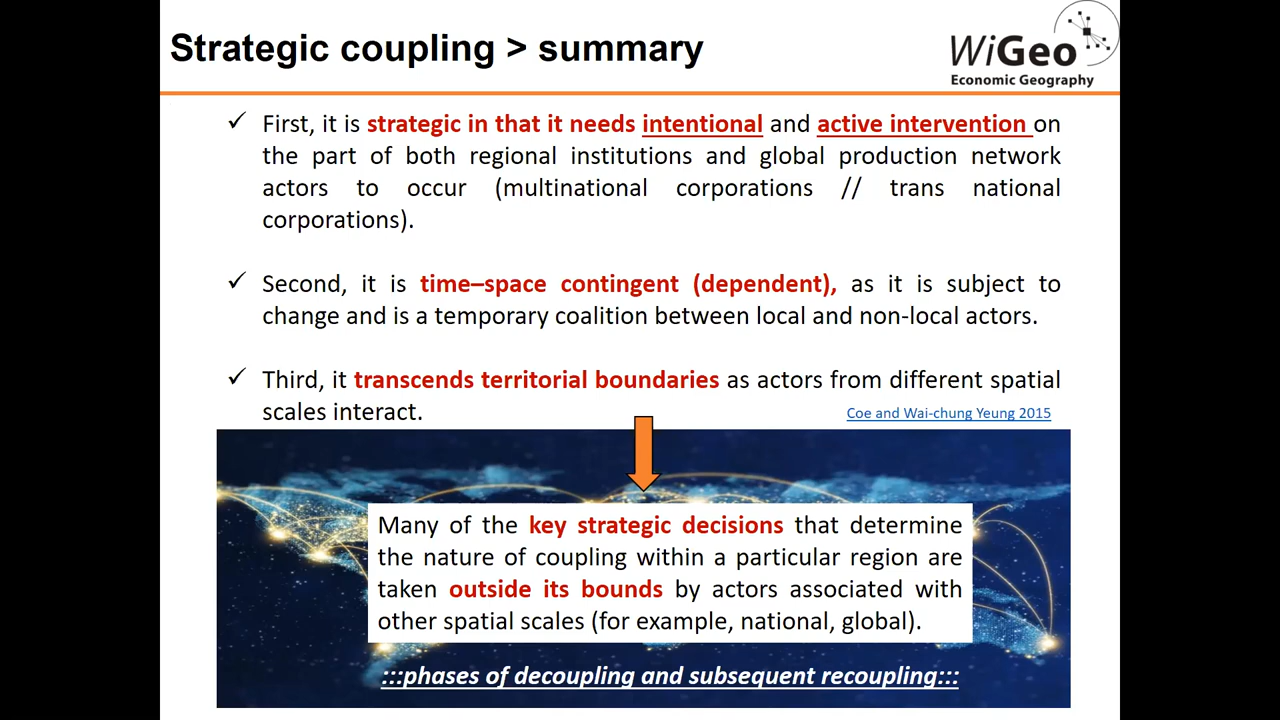 Strategic coupling > summary
WiGeo
Economic Geography
✓ First, it is strategic in that it needs intentional and active intervention on
the part of both regional institutions and global production network
actors to occur (multinational corporations // trans national
corporations).
✓ Second, it is time–space contingent (dependent), as it is subject to
change and is a temporary coalition between local and non-local actors.
✓ Third, it transcends territorial boundaries as actors from different spatial
scales interact.
Coe and Wai-chung Yeung 2015
Many of the key strategic decisions that determine
the nature of coupling within a particular region are
taken outside its bounds by actors associated with
other spatial scales (for example, national, global).
:::phases of decoupling and subsequent recoupling:::